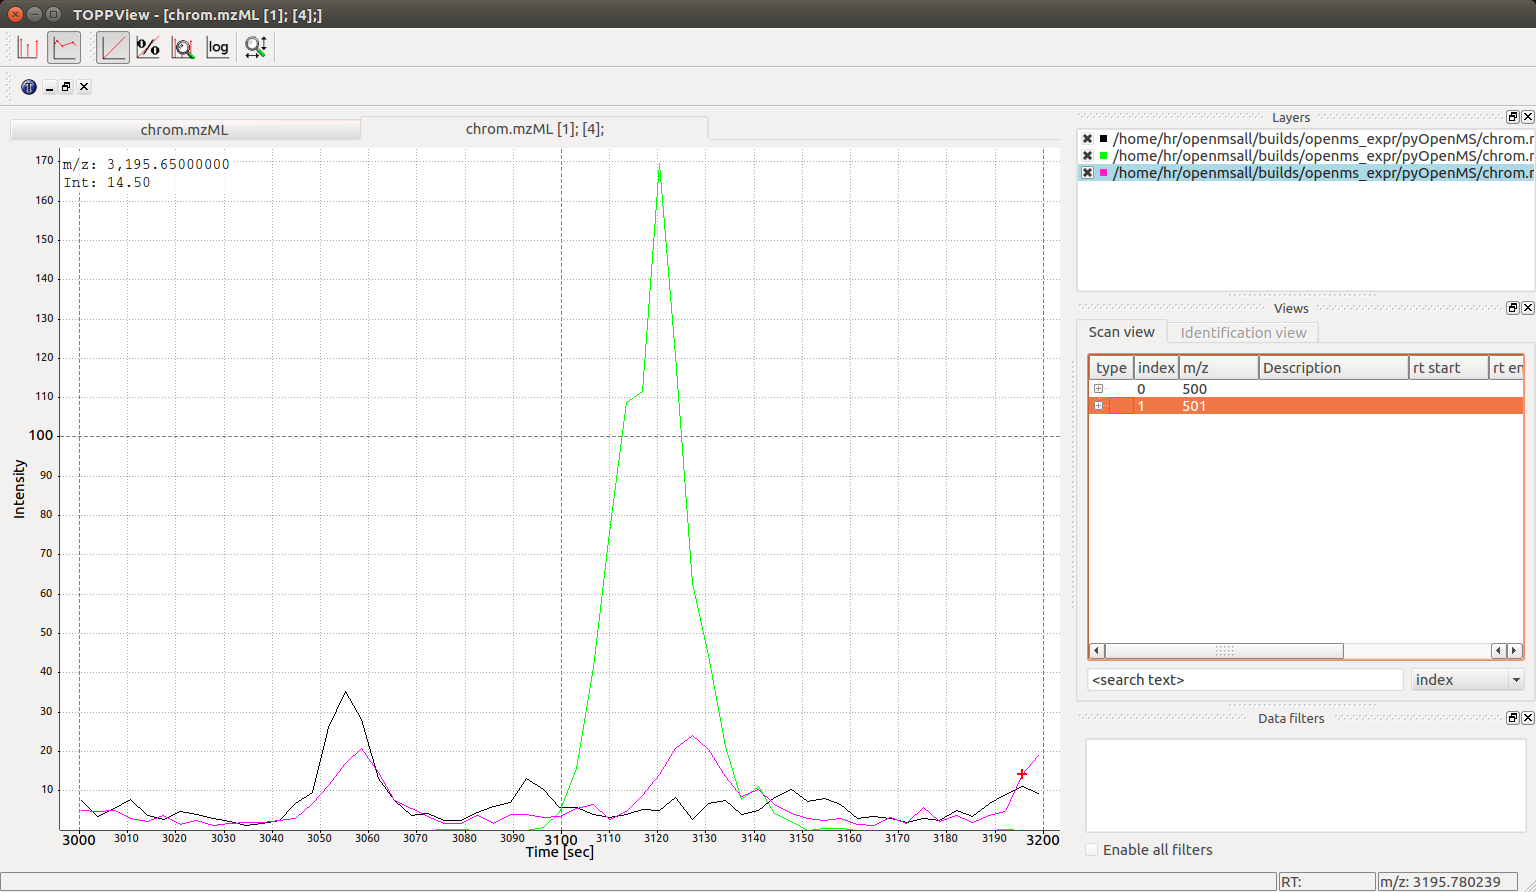 TOPPView - [chrom.mzML [1]; [4];]
% log
chrom.mzML
chrom.mzML [1]; [4];
m/z: 3,195.65000000
Int: 14.50
170
160
150
140
130
120
110
100
90
80
70
60
50
40
30
20
10
Intensity
3000 3010 3020 3030 3040 3050 3060 3070 3080 3090 3100 3110 3120 3130 3140 3150 3160 3170 3180 3190 3200
Time [sec]
Layers
/home/hr/openmsall/builds/openms_expr/pyOpenMS/chrom.r
/home/hr/openmsall/builds/openms_expr/pyOpenMS/chrom.r
/home/hr/openmsall/builds/openms_expr/pyOpenMS/chrom.r
Views
Scan view Identification view
type index m/z Description rt start rt en
0 500
1 501
<search text> index
Data filters
Enable all filters
RT: m/z: 3195.780239